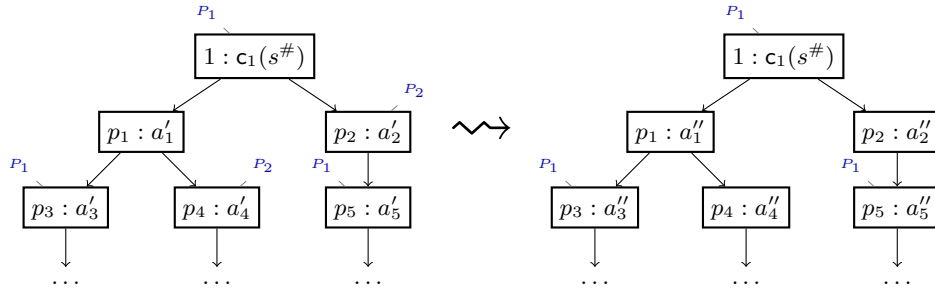 P₁ P₁
1 : c₁(s^#) 1 : c₁(s^#)
P₂
p₁ : a′₁ p₂ : a′₂ p₁ : a″₁ p₂ : a″₂
P₁ P₂ P₁ P₁ P₁
p₃ : a′₃ p₄ : a′₄ p₅ : a′₅ p₃ : a″₃ p₄ : a″₄ p₅ : a″₅
... ... ... ... ... ...